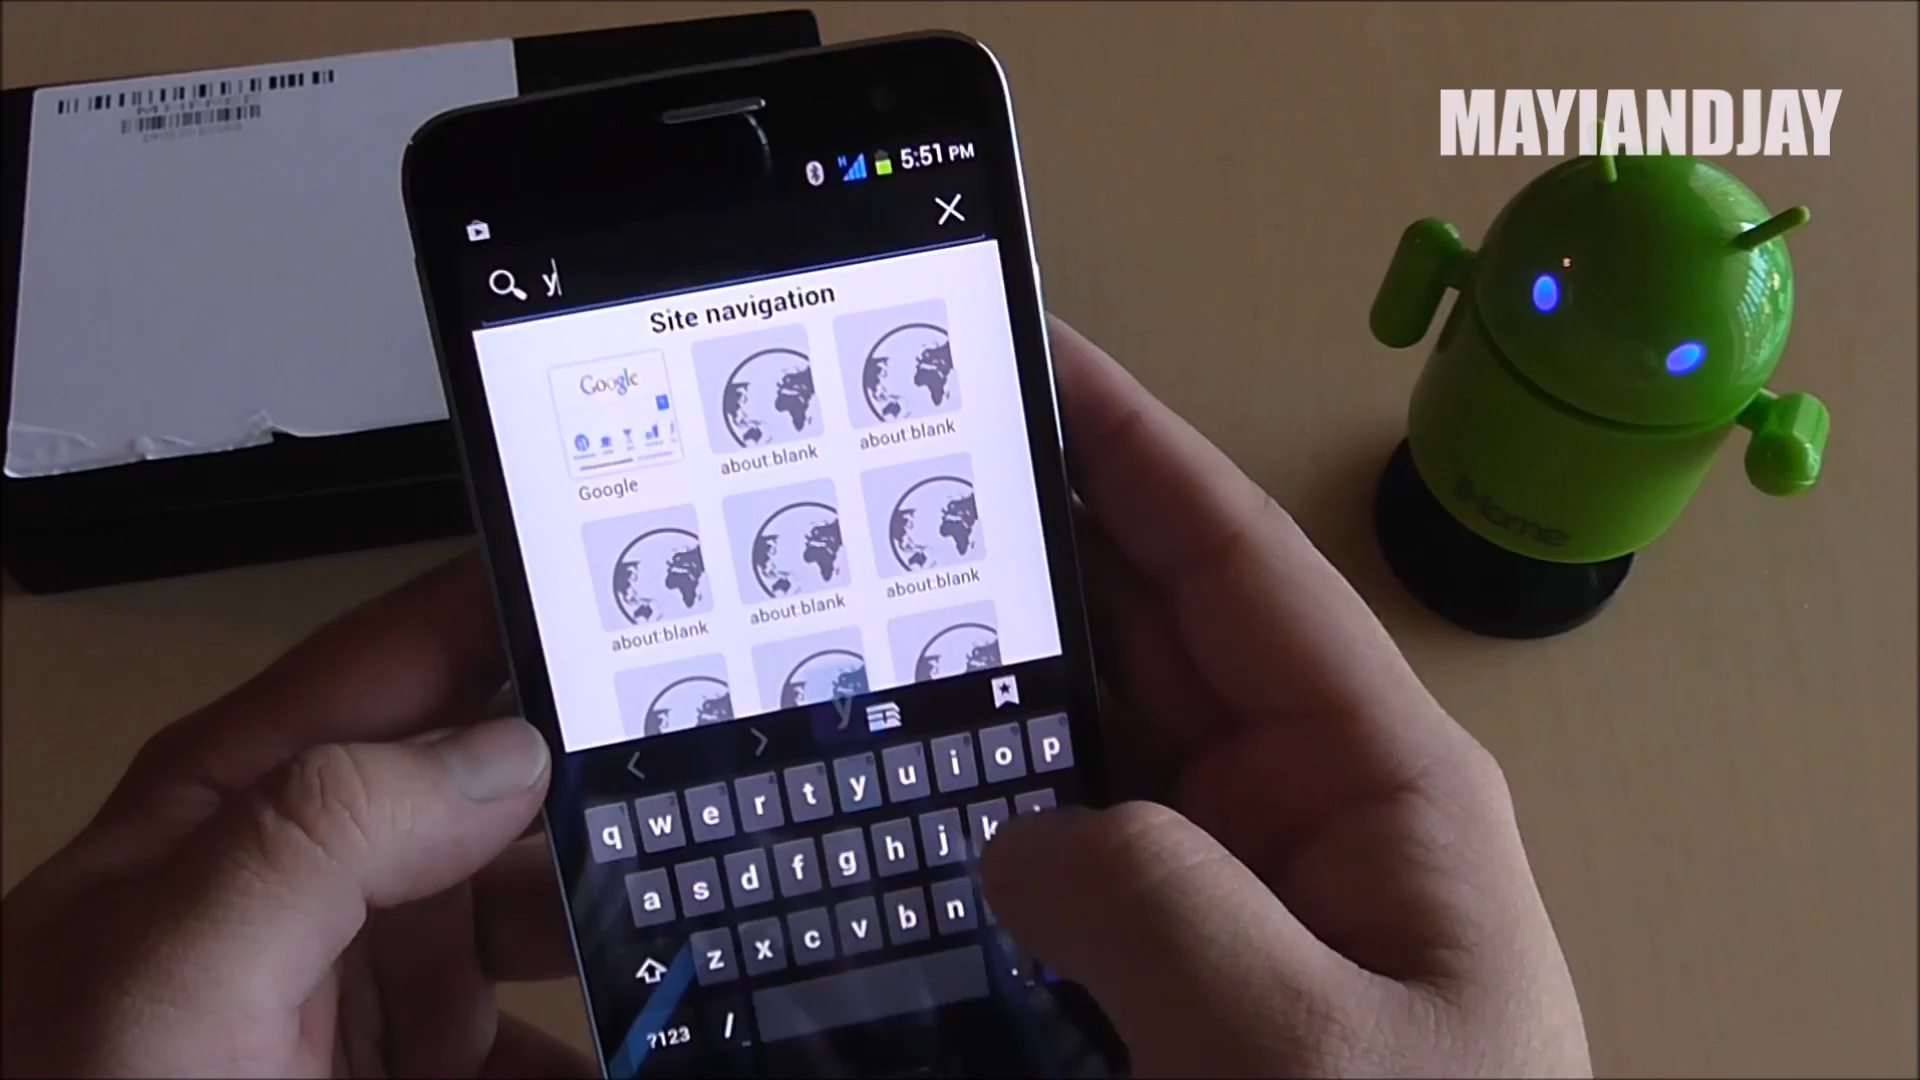 MAYIANDJAY
H 5:51 PM
y
Site navigation
Google
Google
about:blank
about:blank
about:blank
about:blank
about:blank
y
q w e r t y u i o p
a s d f g h j k
z x c v b n
?123 / .
iHome